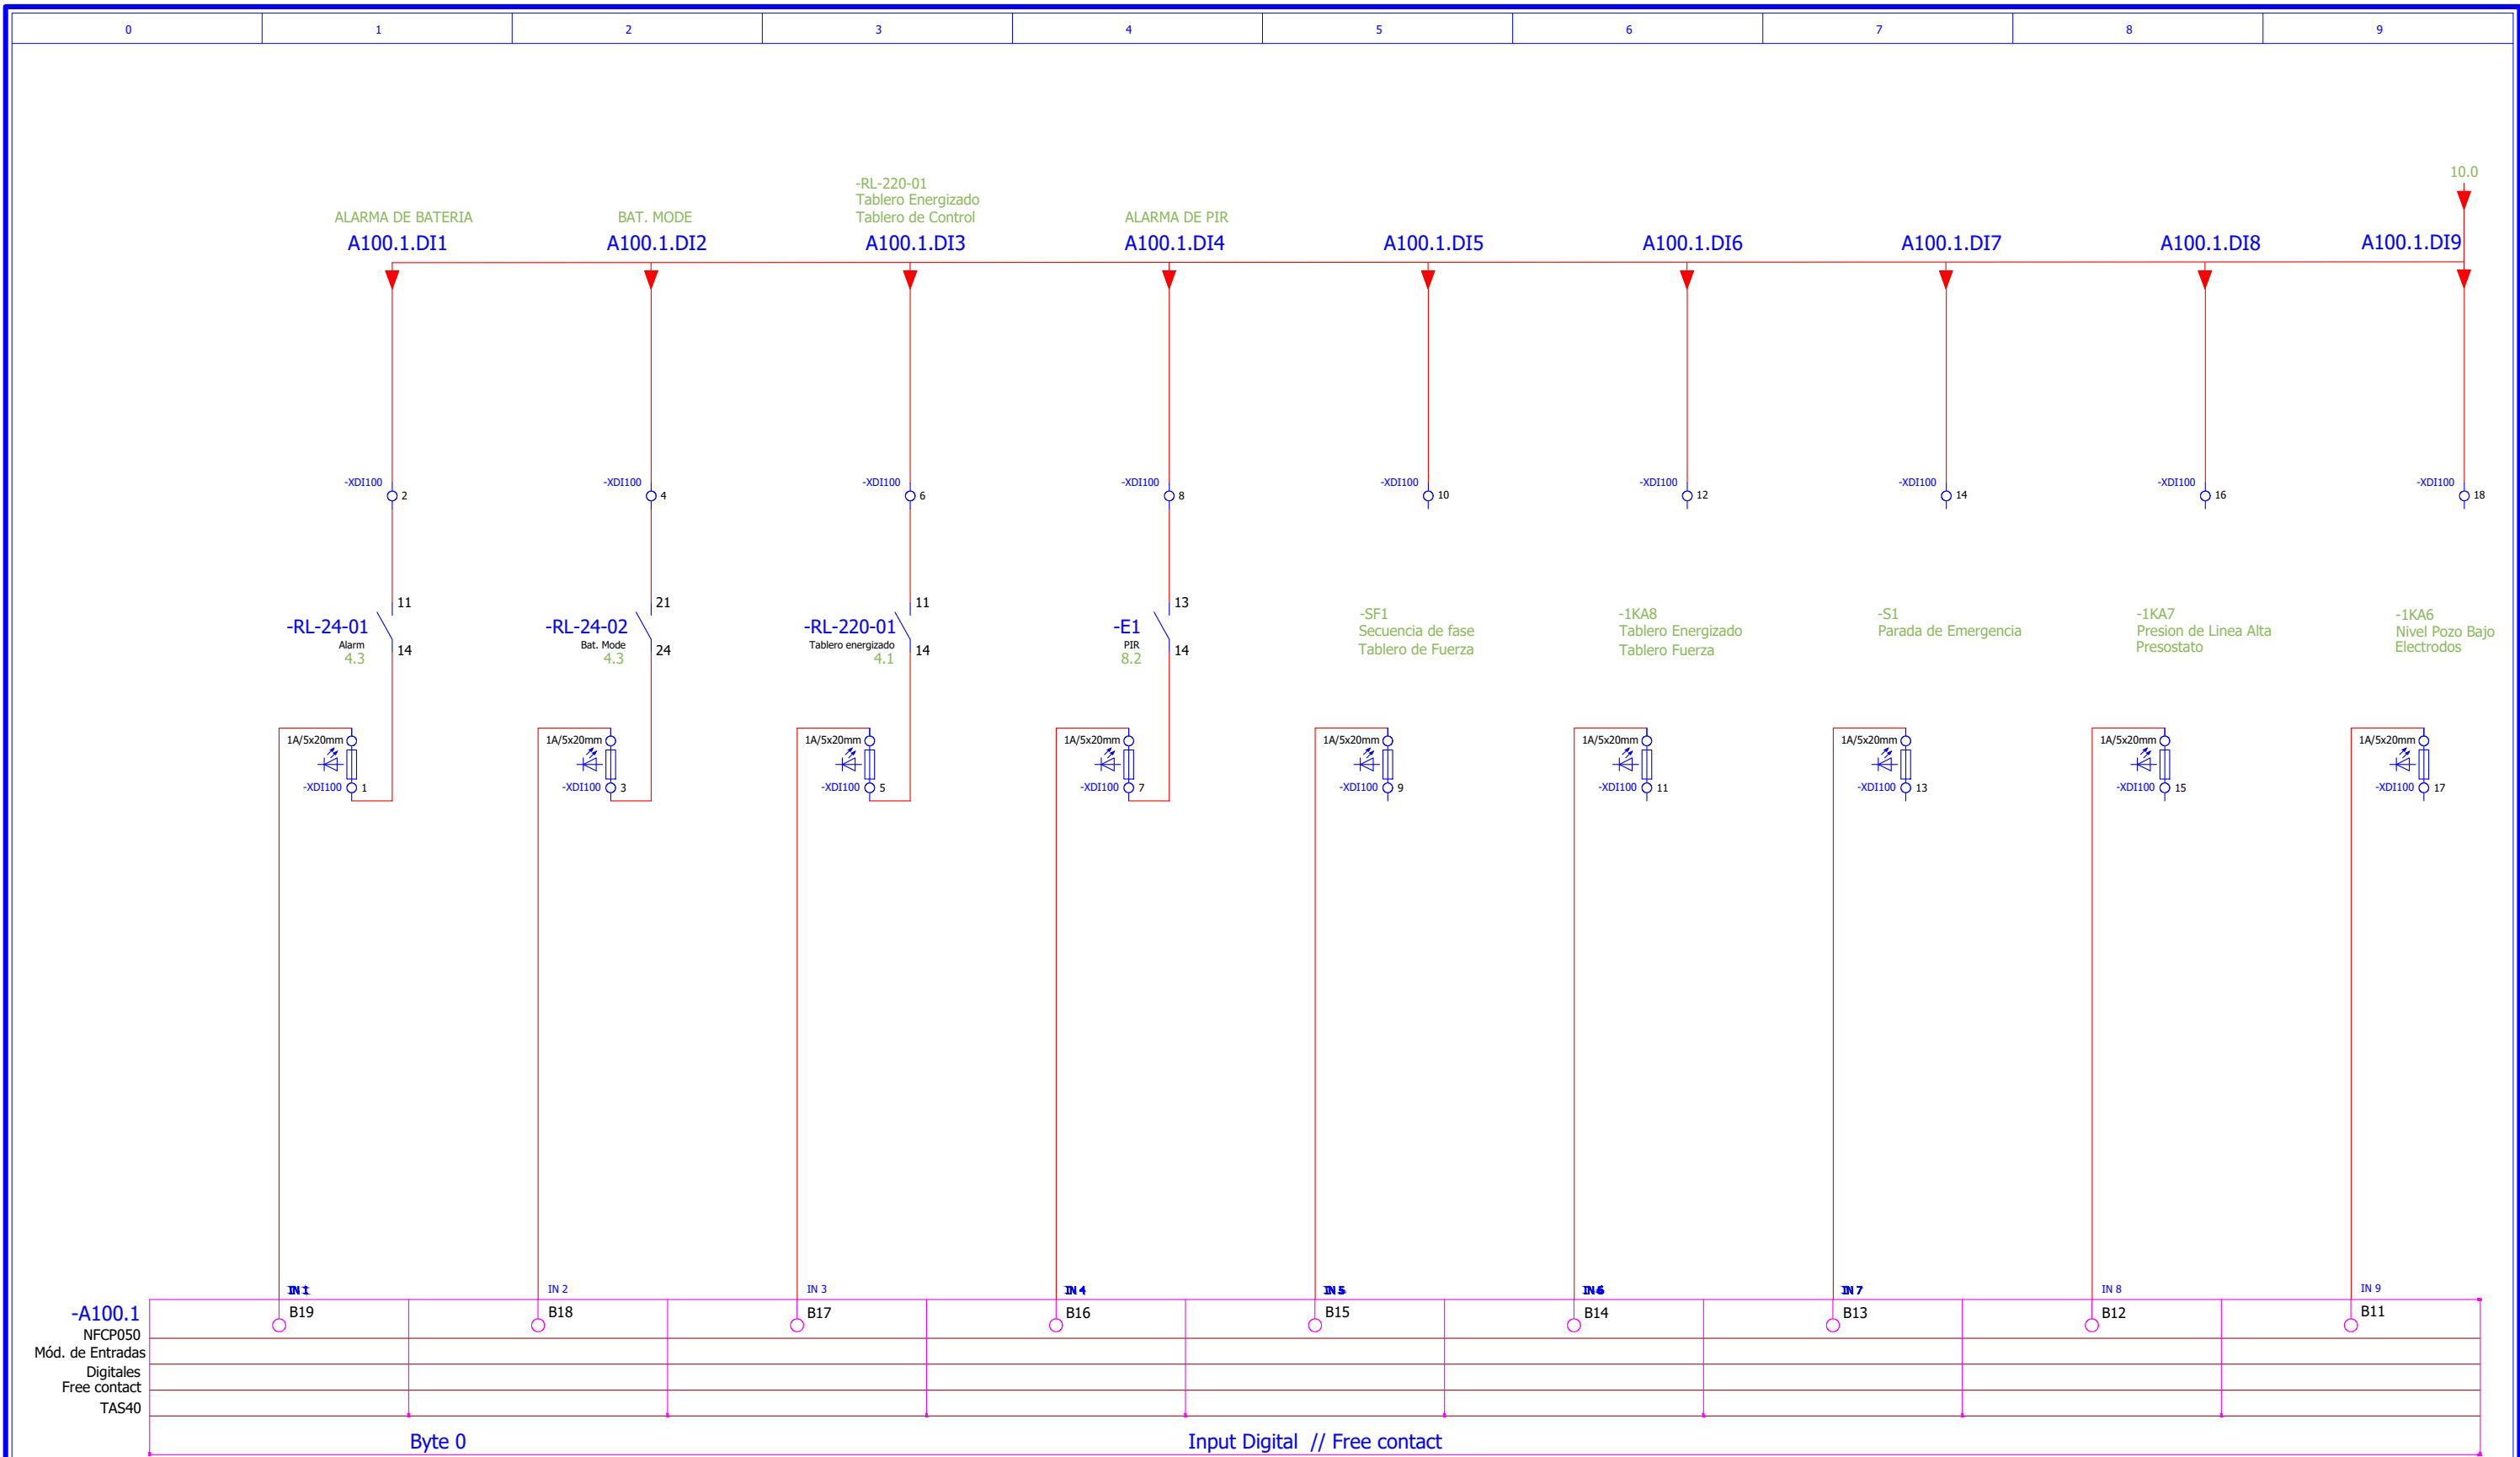 0 1 2 3 4 5 6 7 8 9
10.0
-RL-220-01
Tablero Energizado
ALARMA DE BATERIA BAT. MODE Tablero de Control ALARMA DE PIR
A100.1.DI1 A100.1.DI2 A100.1.DI3 A100.1.DI4 A100.1.DI5 A100.1.DI6 A100.1.DI7 A100.1.DI8 A100.1.DI9
-XDI100 2 -XDI100 4 -XDI100 6 -XDI100 8 -XDI100 10 -XDI100 12 -XDI100 14 -XDI100 16 -XDI100 18
11 21 11 13
-RL-24-01 -RL-24-02 -RL-220-01 -E1
Alarm Bat. Mode Tablero energizado PIR
4.3 4.3 4.1 8.2
14 24 14 14
-SF1
Secuencia de fase
Tablero de Fuerza
-1KA8
Tablero Energizado
Tablero Fuerza
-S1
Parada de Emergencia
-1KA7
Presion de Linea Alta
Presostato
-1KA6
Nivel Pozo Bajo
Electrodos
1A/5x20mm 1A/5x20mm 1A/5x20mm 1A/5x20mm 1A/5x20mm 1A/5x20mm 1A/5x20mm 1A/5x20mm 1A/5x20mm
-XDI100 1 -XDI100 3 -XDI100 5 -XDI100 7 -XDI100 9 -XDI100 11 -XDI100 13 -XDI100 15 -XDI100 17
IN 1 IN 2 IN 3 IN 4 IN 5 IN 6 IN 7 IN 8 IN 9
-A100.1 B19 B18 B17 B16 B15 B14 B13 B12 B11
NFCP050
Mód. de Entradas
Digitales
Free contact
TAS40
Byte 0 Input Digital // Free contact